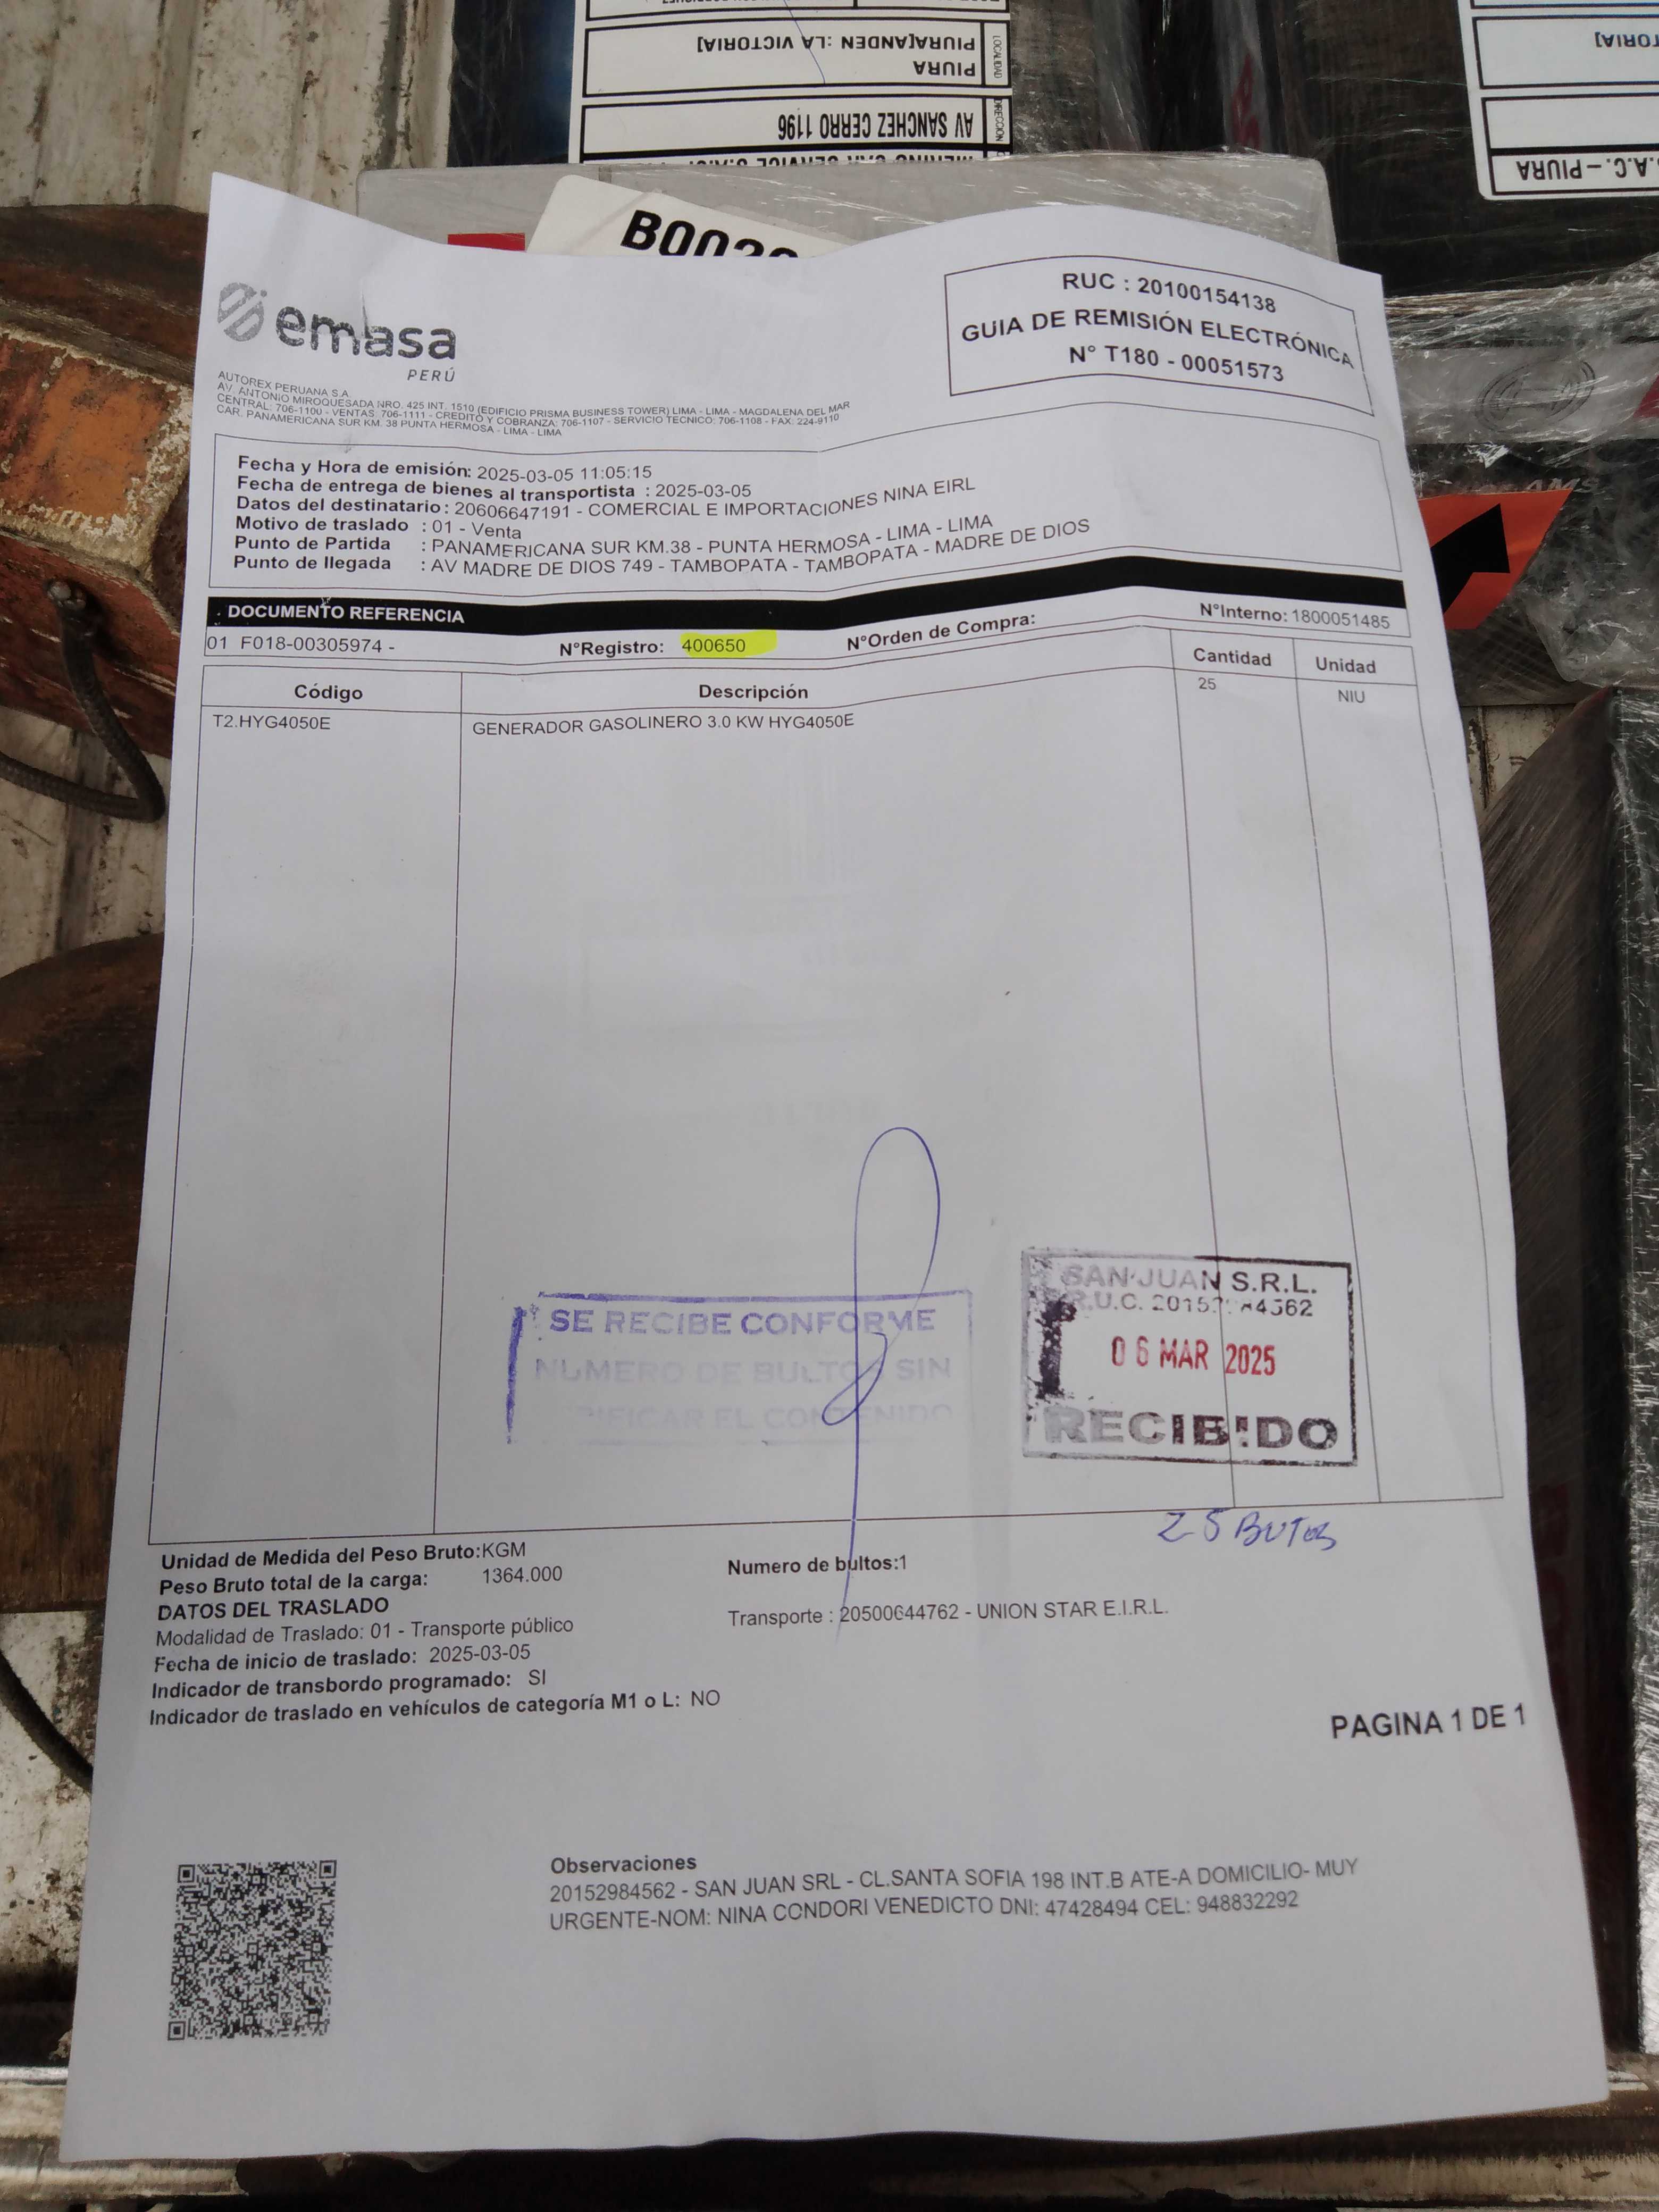 PIURA[ANDEN :LA VICTORIA]
PIURA
LOCALIDAD
AV SANCHEZ CERRO 1196
S.A.C. – PIURA
B0030
emasa
PERÚ
AUTOREX PERUANA S.A.
AV. ANTONIO MIROQUESADA NRO. 425 INT. 1510 (EDIFICIO PRISMA BUSINESS TOWER) LIMA - LIMA - MAGDALENA DEL MAR
CENTRAL: 706-1100 - VENTAS: 706-1111 - CREDITO Y COBRANZA: 706-1107 - SERVICIO TECNICO: 706-1108 - FAX: 224-9110
CAR. PANAMERICANA SUR KM. 38 PUNTA HERMOSA - LIMA - LIMA
RUC : 20100154138
GUIA DE REMISIÓN ELECTRÓNICA
N° T180 - 00051573
Fecha y Hora de emisión: 2025-03-05 11:05:15
Fecha de entrega de bienes al transportista : 2025-03-05
Datos del destinatario : 20606647191 - COMERCIAL E IMPORTACIONES NINA EIRL
Motivo de traslado : 01 - Venta
Punto de Partida : PANAMERICANA SUR KM.38 - PUNTA HERMOSA - LIMA - LIMA
Punto de llegada : AV MADRE DE DIOS 749 - TAMBOPATA - TAMBOPATA - MADRE DE DIOS
DOCUMENTO REFERENCIA
01 F018-00305974 - N°Registro: 400650 N°Orden de Compra: N°Interno: 1800051485
Código Descripción Cantidad Unidad
T2.HYG4050E GENERADOR GASOLINERO 3.0 KW HYG4050E 25 NIU
SE RECIBE CONFORME
NUMERO DE BULTOS SIN
EL CONTENIDO
SAN JUAN S.R.L.
R.U.C.
06 MAR 2025
RECIBIDO
25 BUTOS
Unidad de Medida del Peso Bruto:KGM
Peso Bruto total de la carga: 1364.000
Numero de bultos:1
DATOS DEL TRASLADO
Modalidad de Traslado: 01 - Transporte público
Transporte : 20500644762 - UNION STAR E.I.R.L.
Fecha de inicio de traslado: 2025-03-05
Indicador de transbordo programado: SI
Indicador de traslado en vehículos de categoría M1 o L: NO
PAGINA 1 DE 1
Observaciones
20152984562 - SAN JUAN SRL - CL.SANTA SOFIA 198 INT.B ATE-A DOMICILIO- MUY
URGENTE-NOM: NINA CONDORI VENEDICTO DNI: 47428494 CEL: 948832292